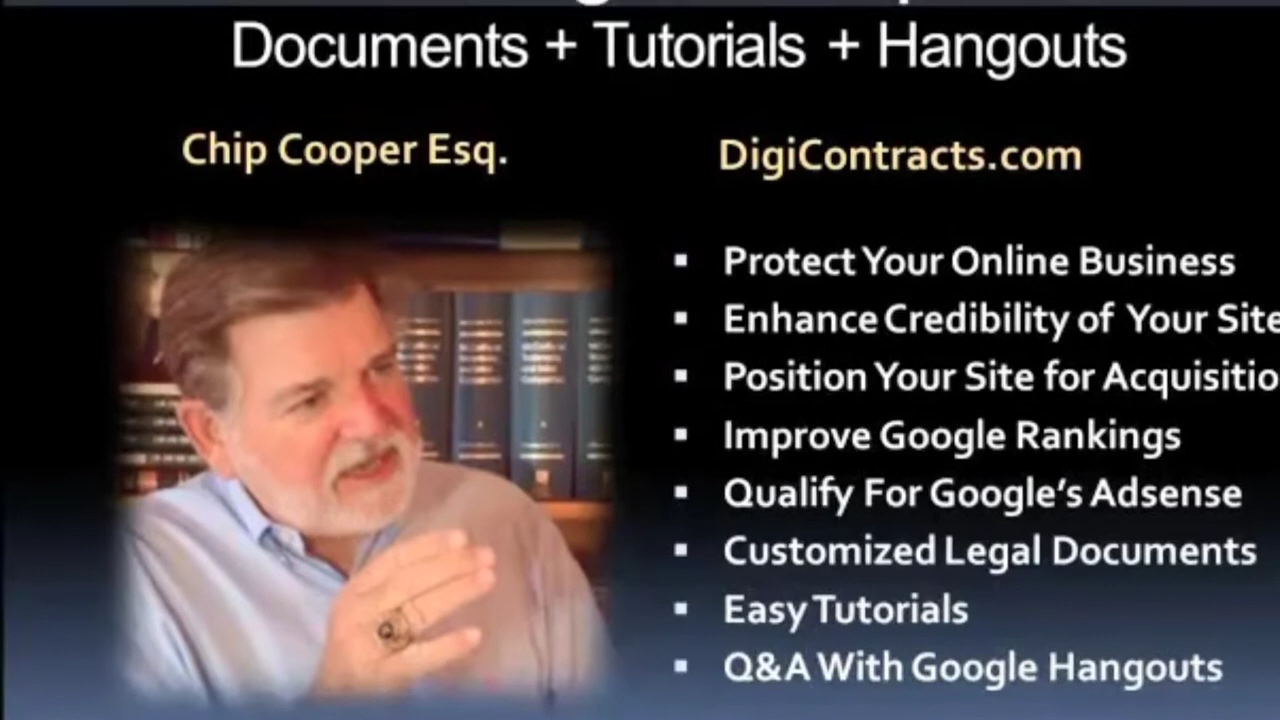 Documents + Tutorials + Hangouts
Chip Cooper Esq.
DigiContracts.com
Protect Your Online Business
Enhance Credibility of Your Site
Position Your Site for Acquisitio
Improve Google Rankings
Qualify For Google's Adsense
Customized Legal Documents
Easy Tutorials
Q&A With Google Hangouts